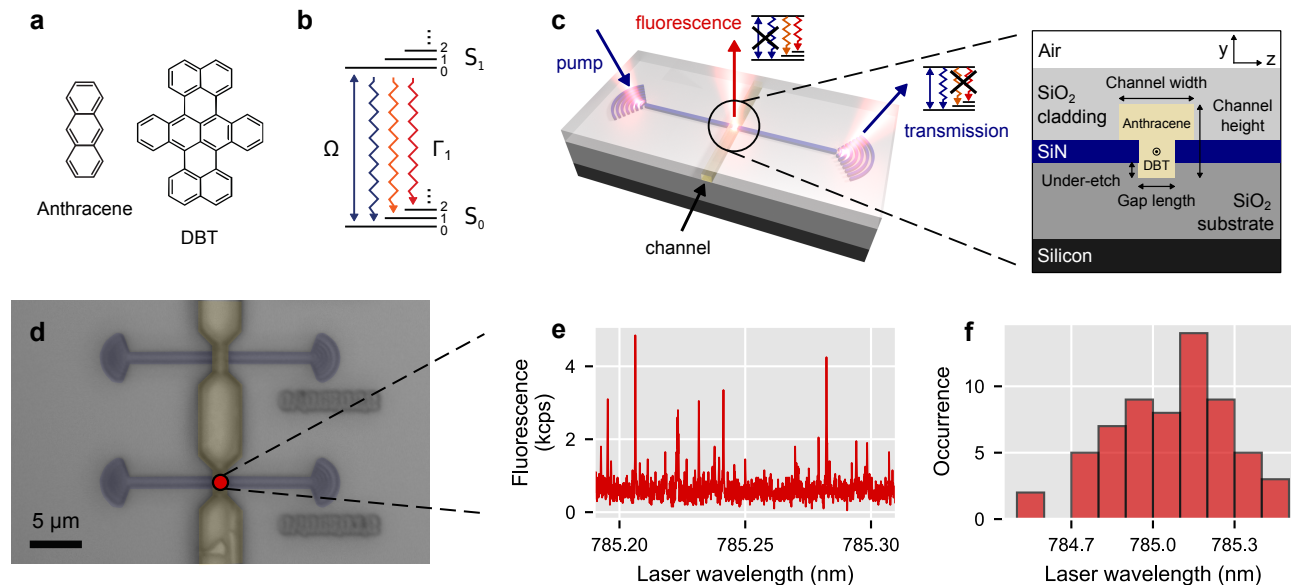 a
Anthracene
DBT
b
2
1
0
S1
Ω
Γ1
2
1
0
S0
c
fluorescence
pump
transmission
channel
Air
y
z
SiO2
cladding
Channel width
Anthracene
Channel
height
SiN
DBT
Under-etch
Gap length
SiO2
substrate
Silicon
d
5 µm
e
Fluorescence
(kcps)
4
2
0
785.20
785.25
785.30
Laser wavelength (nm)
f
Occurrence
10
5
0
784.7
785.0
785.3
Laser wavelength (nm)